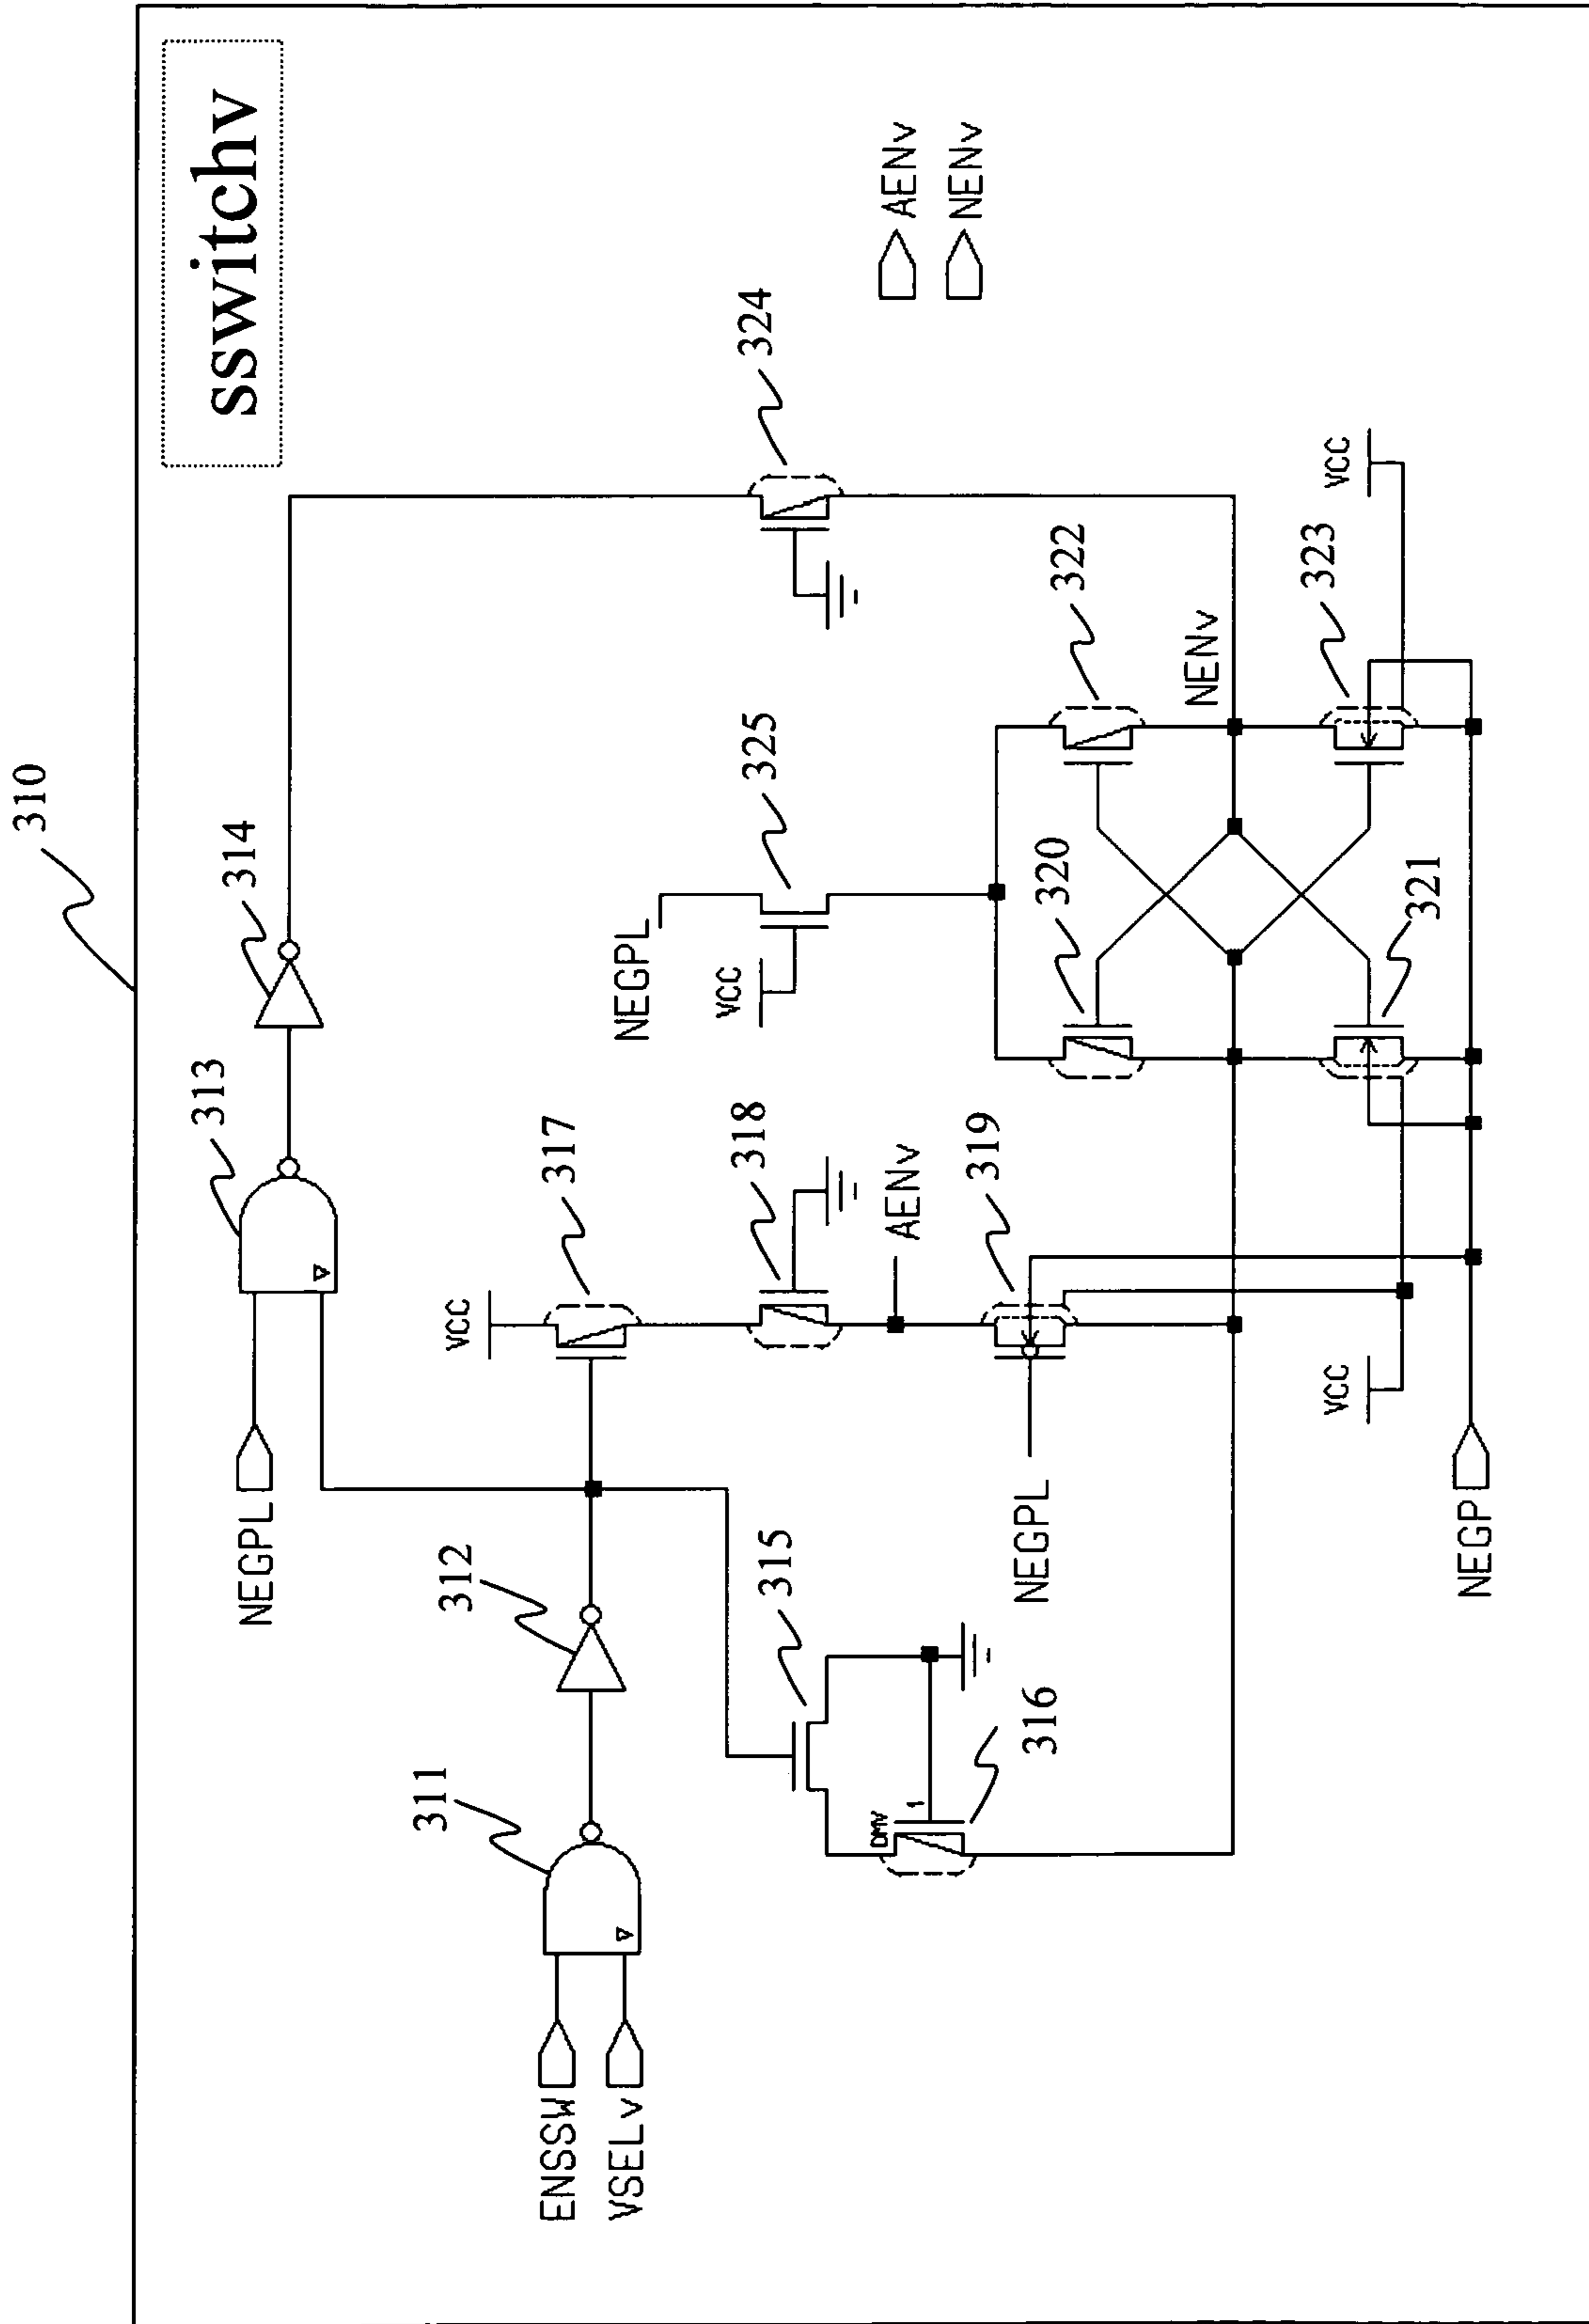 310
sswitchv
314
313
NEGPL
324
AENv
NENv
325
NEGPL
VCC
317
VCC
318
312
311
ENSSW
VSELv
315
316
DMV
1
AENv
319
NEGPL
320
322
NENv
321
323
VCC
VCC
NEGP